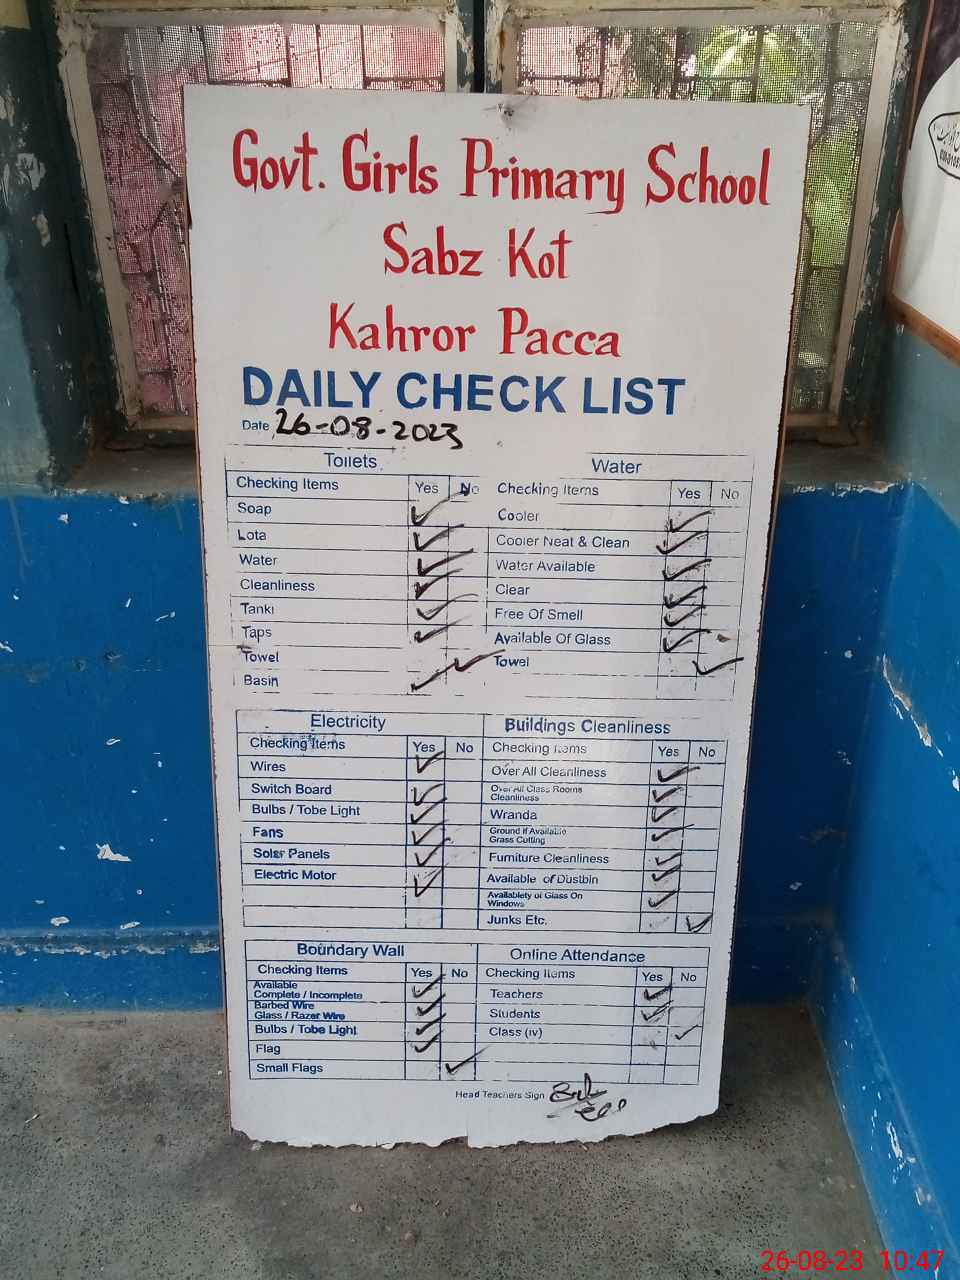 Govt. Girls Primary School
Sabz Kot
Kahror Pacca
DAILY CHECK LIST
Date 26-08-2023
Toilets
Checking Items Yes No
Soap ✓
Lota ✓
Water ✓
Cleanliness ✓
Tanki ✓
Taps ✓
Towel ✓
Basin ✓
Water
Checking Items Yes No
Cooler ✓
Cooler Neat & Clean ✓
Water Available ✓
Clear ✓
Free Of Smell ✓
Available Of Glass ✓
Towel ✓
Electricity
Checking Items Yes No
Wires ✓
Switch Board ✓
Bulbs / Tobe Light ✓
Fans ✓
Solar Panels ✓
Electric Motor ✓
Buildings Cleanliness
Checking Items Yes No
Over All Cleanliness ✓
Over All Class Rooms
Cleanliness ✓
Wranda ✓
Ground if Available
Grass Cutting ✓
Furniture Cleanliness ✓
Available of Dustbin ✓
Availablety of Glass On
Windows ✓
Junks Etc. ✓
Boundary Wall
Checking Items Yes No
Available
Complete / Incomplete ✓
Barbed Wire
Glass / Razer Wire ✓
Bulbs / Tobe Light ✓
Flag ✓
Small Flags ✓
Online Attendance
Checking Items Yes No
Teachers ✓
Students ✓
Class (iv) ✓
Head Teachers Sign
26-08-23 10:47